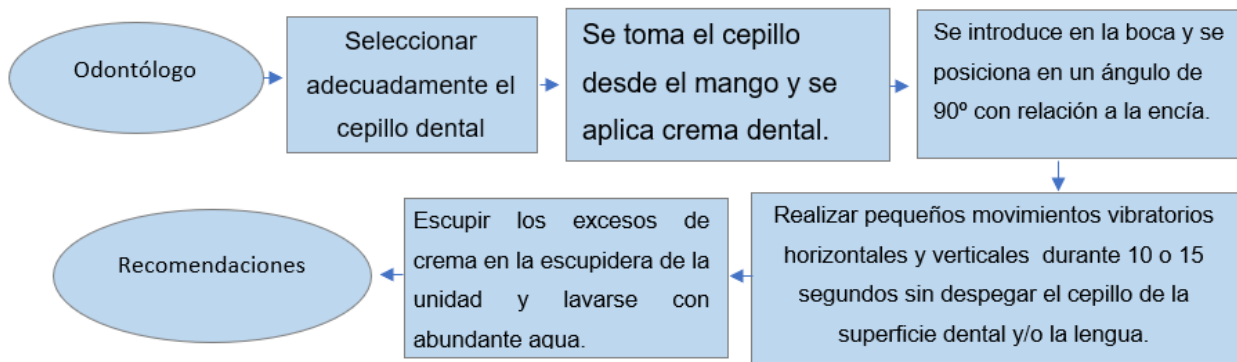 Odontólogo
Seleccionar
adecuadamente el
cepillo dental
Se toma el cepillo
desde el mango y se
aplica crema dental.
Se introduce en la boca y se
posiciona en un ángulo de
90º con relación a la encía.
Realizar pequeños movimientos vibratorios
horizontales y verticales durante 10 o 15
segundos sin despegar el cepillo de la
superficie dental y/o la lengua.
Escupir los excesos de
crema en la escupidera de la
unidad y lavarse con
abundante agua.
Recomendaciones